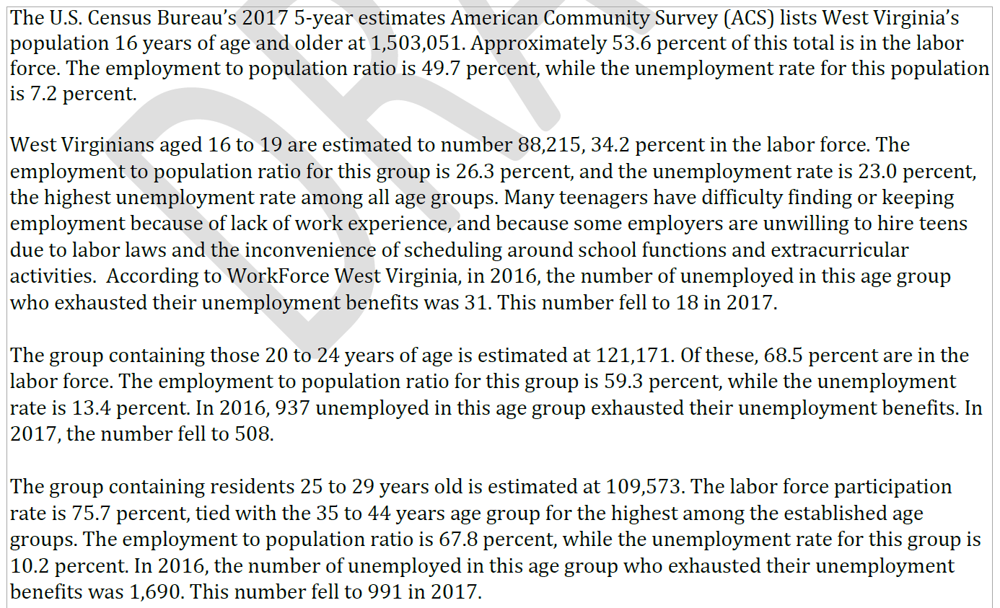 The U.S. Census Bureau’s 2017 5-year estimates American Community Survey (ACS) lists West Virginia’s
population 16 years of age and older at 1,503,051. Approximately 53.6 percent of this total is in the labor
force. The employment to population ratio is 49.7 percent, while the unemployment rate for this population
is 7.2 percent.
West Virginians aged 16 to 19 are estimated to number 88,215, 34.2 percent in the labor force. The
employment to population ratio for this group is 26.3 percent, and the unemployment rate is 23.0 percent,
the highest unemployment rate among all age groups. Many teenagers have difficulty finding or keeping
employment because of lack of work experience, and because some employers are unwilling to hire teens
due to labor laws and the inconvenience of scheduling around school functions and extracurricular
activities.  According to WorkForce West Virginia, in 2016, the number of unemployed in this age group
who exhausted their unemployment benefits was 31. This number fell to 18 in 2017.
The group containing those 20 to 24 years of age is estimated at 121,171. Of these, 68.5 percent are in the
labor force. The employment to population ratio for this group is 59.3 percent, while the unemployment
rate is 13.4 percent. In 2016, 937 unemployed in this age group exhausted their unemployment benefits. In
2017, the number fell to 508.
The group containing residents 25 to 29 years old is estimated at 109,573. The labor force participation
rate is 75.7 percent, tied with the 35 to 44 years age group for the highest among the established age
groups. The employment to population ratio is 67.8 percent, while the unemployment rate for this group is
10.2 percent. In 2016, the number of unemployed in this age group who exhausted their unemployment
benefits was 1,690. This number fell to 991 in 2017.